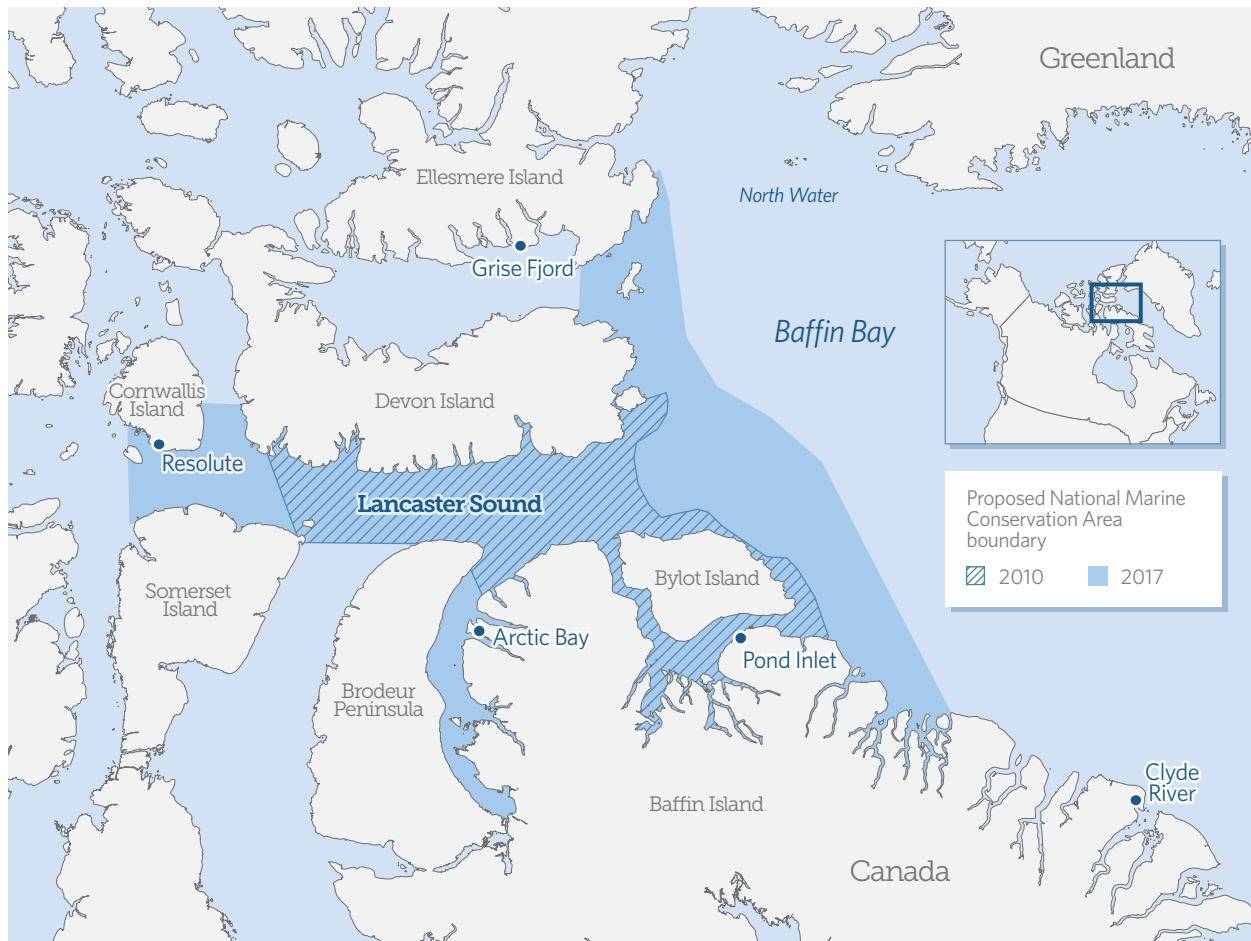 Greenland
Ellesmere Island
North Water
Grise Fjord
Baffin Bay
Cornwallis
Island
Devon Island
Resolute
Lancaster Sound
Proposed National Marine
Conservation Area
boundary
2010
2017
Somerset
Island
Bylot Island
Arctic Bay
Pond Inlet
Brodeur
Peninsula
Baffin Island
Clyde
River
Canada